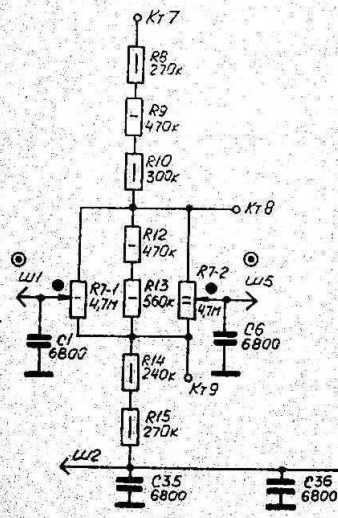 Кт7
R8
270к
R9
470к
R10
300к
Кт8
R12
470к
Ш1
R7-1
4,7М
R13
560к
R7-2
4,7М
Ш5
C1
6800
C6
6800
R14
240к
Кт9
R15
270к
Ш2
C35
6800
C36
6800